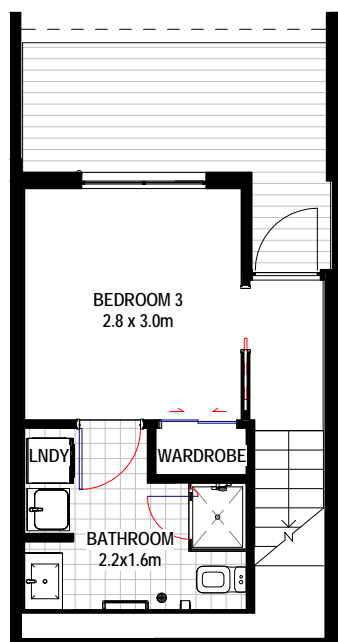 BEDROOM 3
2.8 x 3.0m
LNDY
WARDROBE
BATHROOM
2.2x1.6m
N